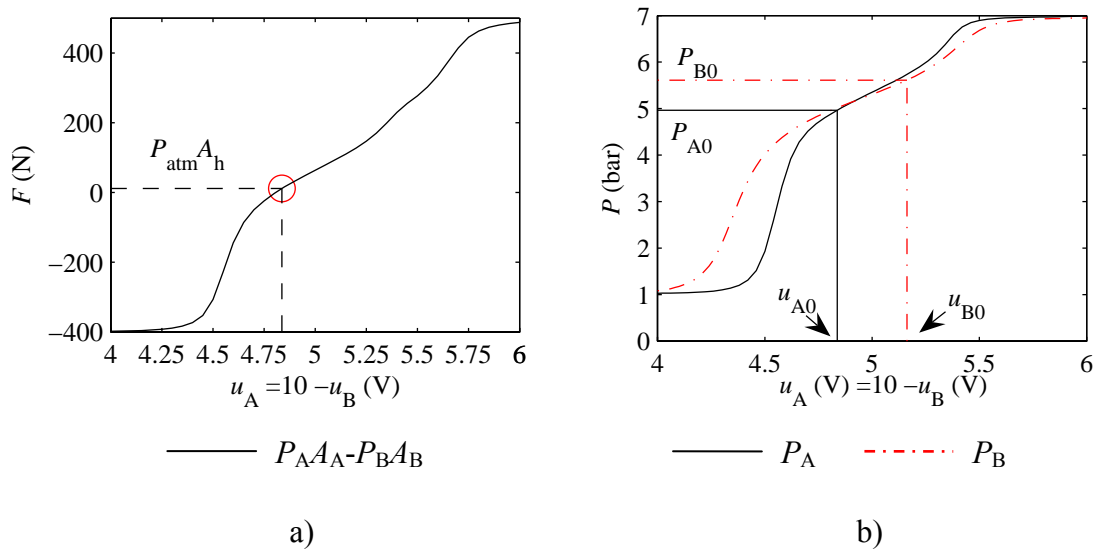 400
200
0
−200
−400
F (N)
P_atm A_h
4 4.25 4.5 4.75 5 5.25 5.5 5.75 6
u_A =10 −u_B (V)
P_A A_A-P_B A_B
a)
7
6
5
4
3
2
1
0
P (bar)
P_B0
P_A0
u_A0
u_B0
4 4.5 5 5.5 6
u_A (V) =10 −u_B (V)
P_A P_B
b)